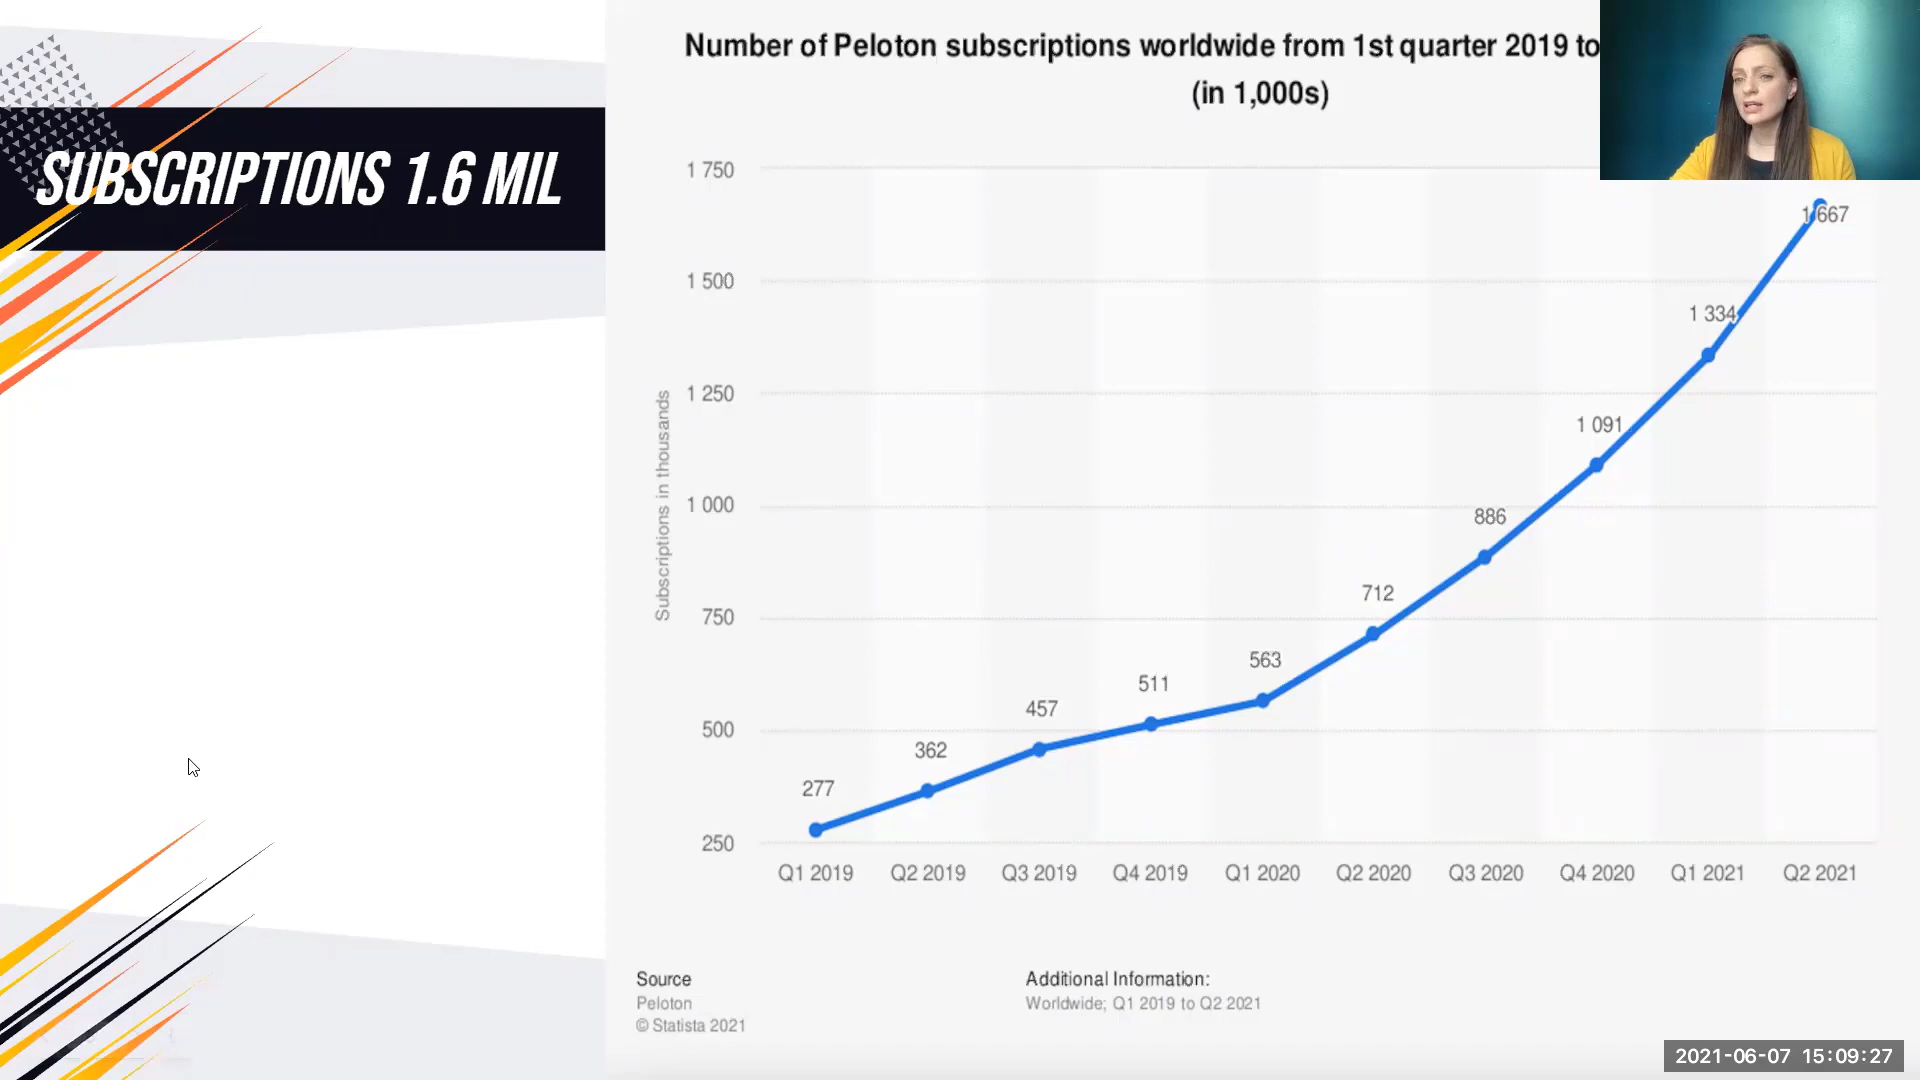 SUBSCRIPTIONS 1.6 MIL
Number of Peloton subscriptions worldwide from 1st quarter 2019 to
(in 1,000s)
Subscriptions in thousands
1 750
1 500
1 250
1 000
750
500
250
277
362
457
511
563
712
886
1 091
1 334
1 667
Q1 2019
Q2 2019
Q3 2019
Q4 2019
Q1 2020
Q2 2020
Q3 2020
Q4 2020
Q1 2021
Q2 2021
Source
Peloton
© Statista 2021
Additional Information:
Worldwide; Q1 2019 to Q2 2021
2021-06-07 15:09:27